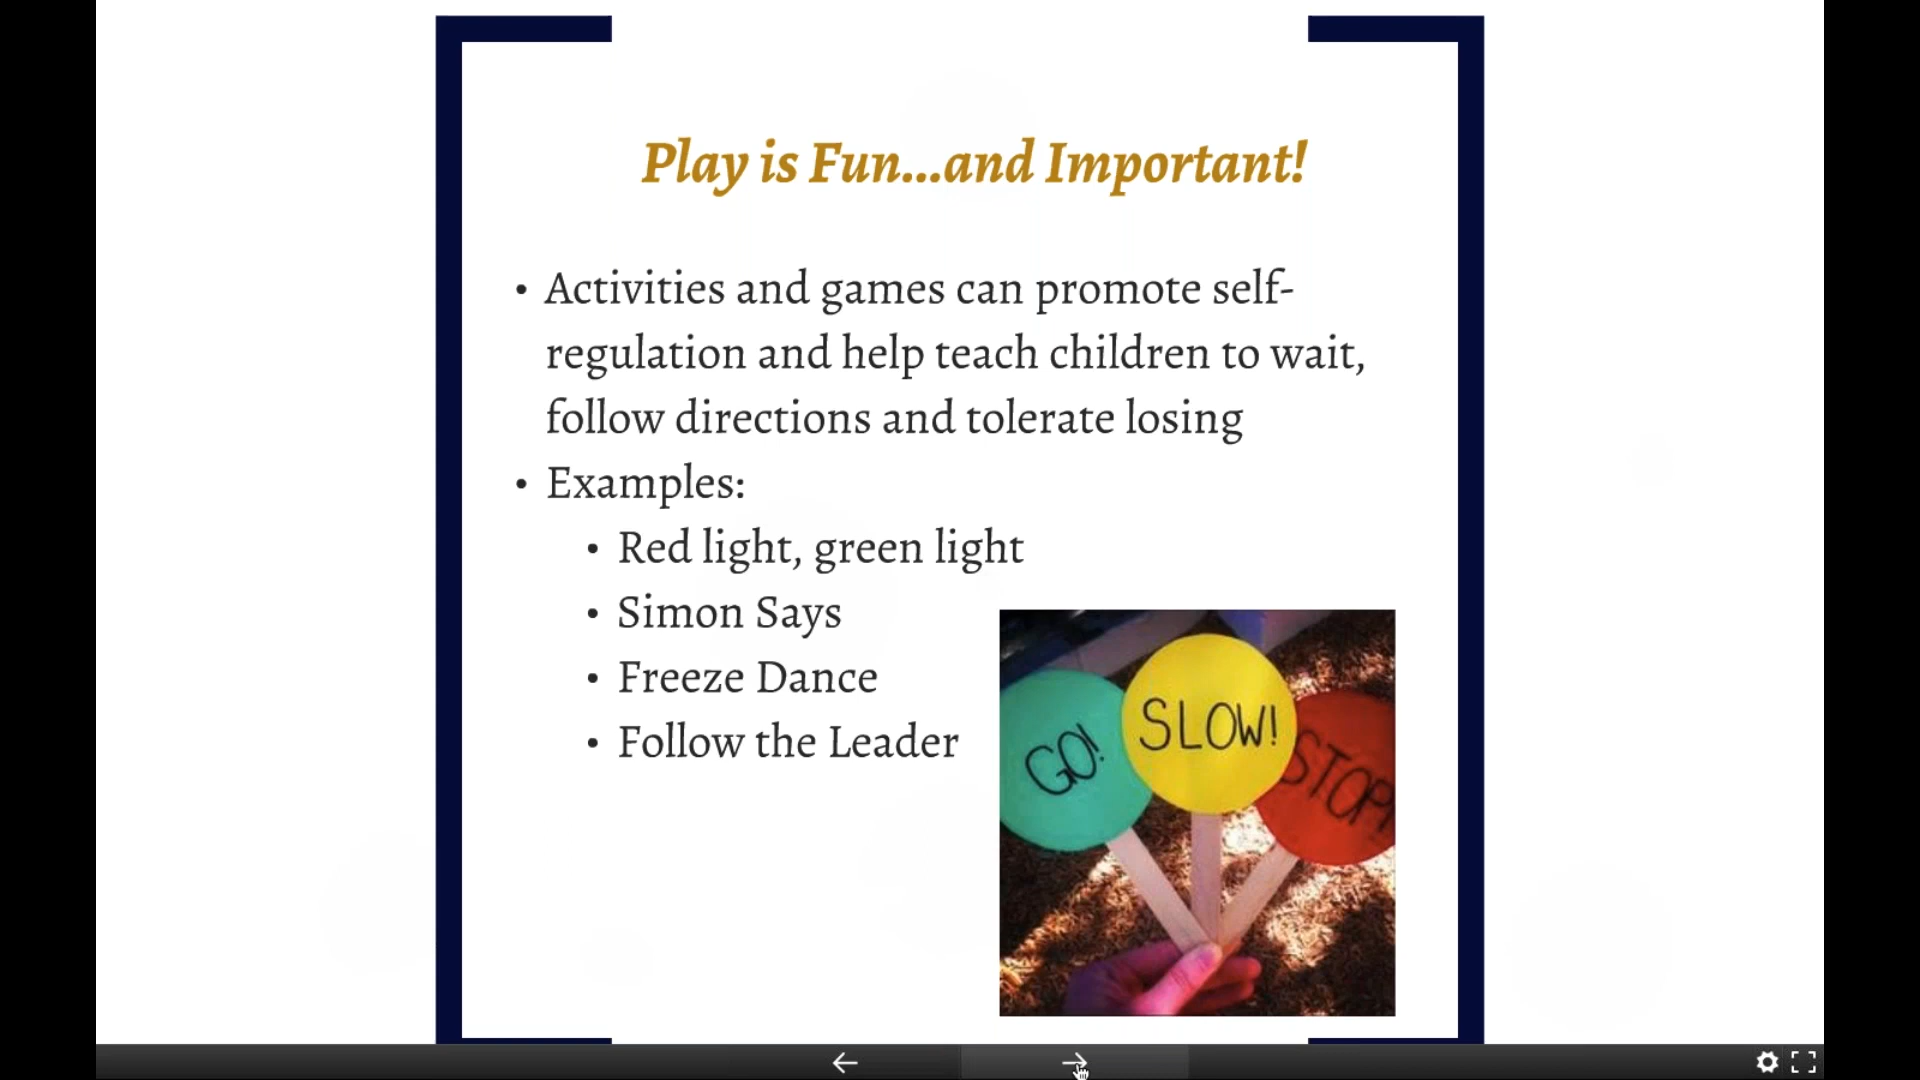 Play is Fun...and Important!
• Activities and games can promote self-
regulation and help teach children to wait,
follow directions and tolerate losing
• Examples:
• Red light, green light
• Simon Says
• Freeze Dance
• Follow the Leader
GO!
SLOW!
STOP!